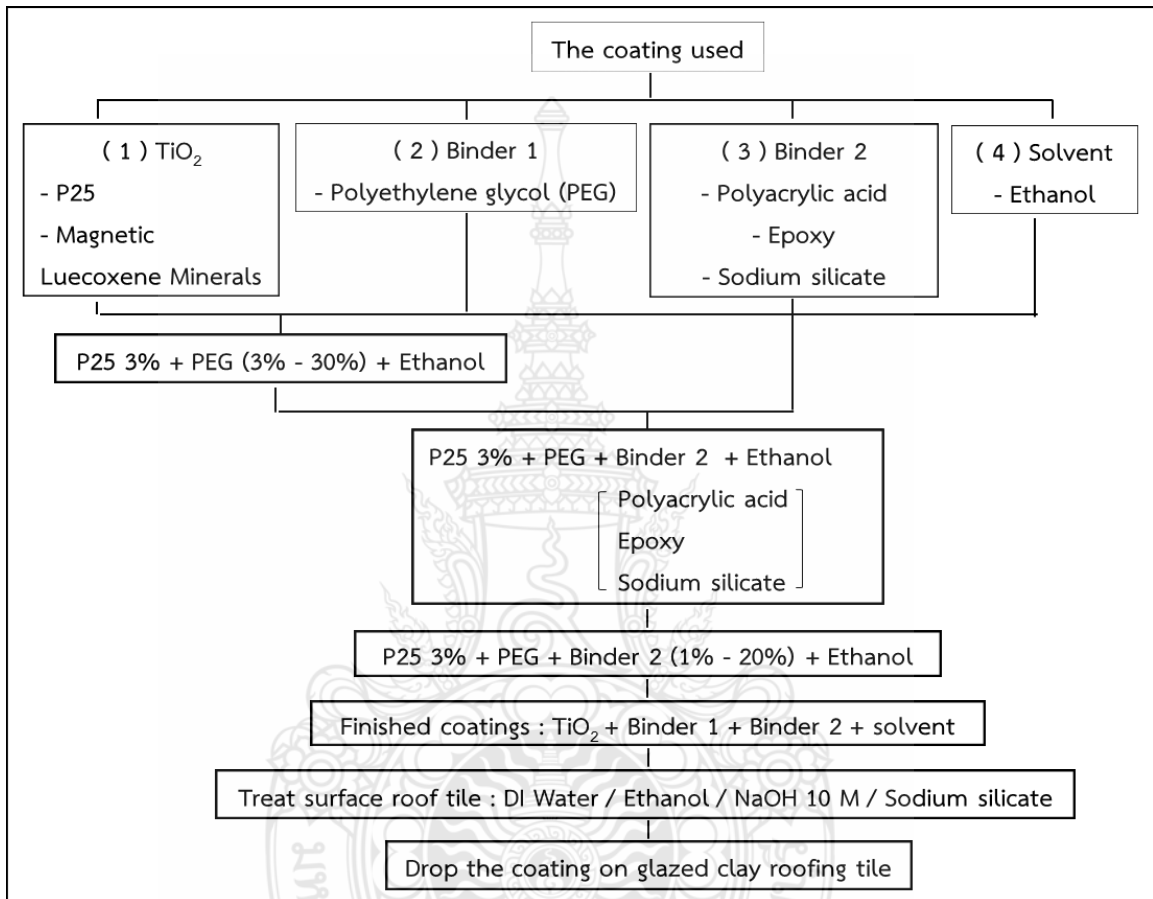 The coating used
( 1 ) TiO₂
- P25
- Magnetic
Luecoxene Minerals
( 2 ) Binder 1
- Polyethylene glycol (PEG)
( 3 ) Binder 2
- Polyacrylic acid
- Epoxy
- Sodium silicate
(4) Solvent
- Ethanol
P25 3% + PEG (3% - 30%) + Ethanol
P25 3% + PEG + Binder 2 + Ethanol
Polyacrylic acid
Epoxy
Sodium silicate
P25 3% + PEG + Binder 2 (1% - 20%) + Ethanol
Finished coatings : TiO₂ + Binder 1 + Binder 2 + solvent
Treat surface roof tile : DI Water / Ethanol / NaOH 10 M / Sodium silicate
Drop the coating on glazed clay roofing tile